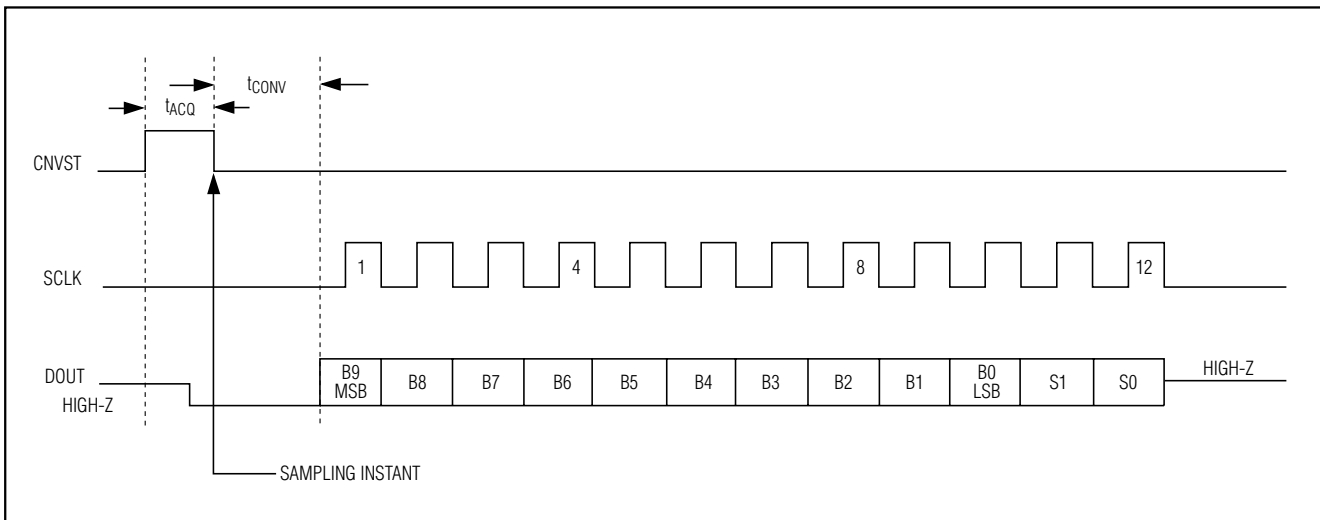 tCONV
tACQ
CNVST
SCLK
1
4
8
12
DOUT
HIGH-Z
B9
MSB
B8
B7
B6
B5
B4
B3
B2
B1
B0
LSB
S1
S0
HIGH-Z
SAMPLING INSTANT